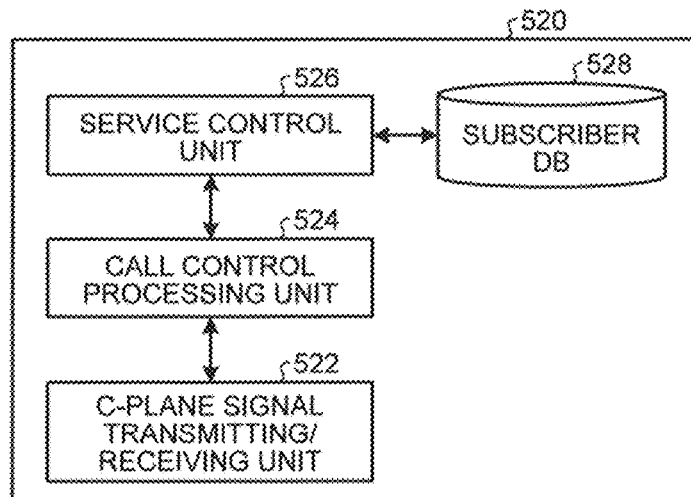 520
526
SERVICE CONTROL
UNIT
528
SUBSCRIBER
DB
524
CALL CONTROL
PROCESSING UNIT
522
C-PLANE SIGNAL
TRANSMITTING/
RECEIVING UNIT